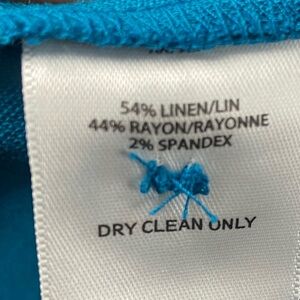 54% LINEN/LIN
44% RAYON/RAYONNE
2% SPANDEX
DRY CLEAN ONLY